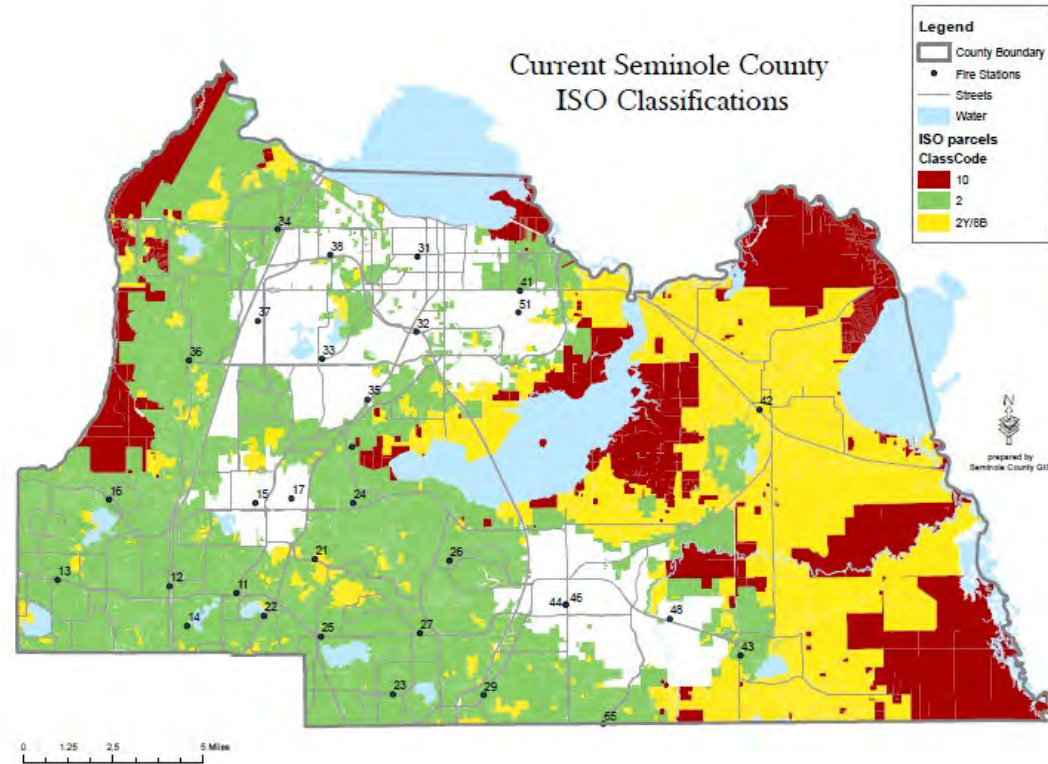 Current Seminole County
ISO Classifications
Legend
County Boundary
Fire Stations
Streets
Water
ISO parcels
ClassCode
10
2
2Y/8B
34
38
31
41
51
37
32
33
36
35
42
16
15
17
24
21
26
13
12
11
22
14
25
27
44
46
48
43
23
29
65
N
prepared by
Seminole County GIS
0 1.25 2.5 5 Miles